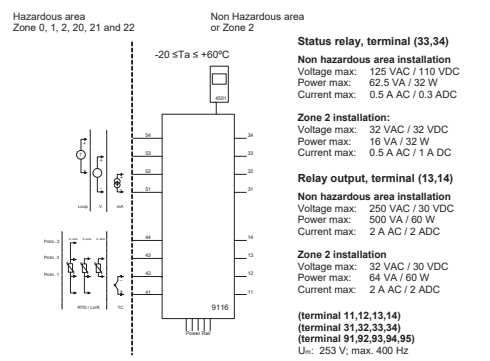 Hazardous area
Zone 0, 1, 2, 20, 21 and 22
Non Hazardous area
or Zone 2
-20 ≤Ta ≤ +60ºC
4501
54
53
52
51
44
43
42
41
34
33
32
31
14
13
12
11
Loop
V
mA
Potm. 2
Potm. 3
Potm. 1
RTD / Lin.R
TC
9116
Power Rail
Status relay, terminal (33,34)
Non hazardous area installation
Voltage max: 125 VAC / 110 VDC
Power max: 62.5 VA / 32 W
Current max: 0.5 A AC / 0.3 ADC
Zone 2 installation:
Voltage max: 32 VAC / 32 VDC
Power max: 16 VA / 32 W
Current max: 0.5 A AC / 1 A DC
Relay output, terminal (13,14)
Non hazardous area installation
Voltage max: 250 VAC / 30 VDC
Power max: 500 VA / 60 W
Current max: 2 A AC / 2 ADC
Zone 2 installation
Voltage max: 32 VAC / 30 VDC
Power max: 64 VA / 60 W
Current max: 2 A AC / 2 ADC
(terminal 11,12,13,14)
(terminal 31,32,33,34)
(terminal 91,92,93,94,95)
Um: 253 V; max. 400 Hz